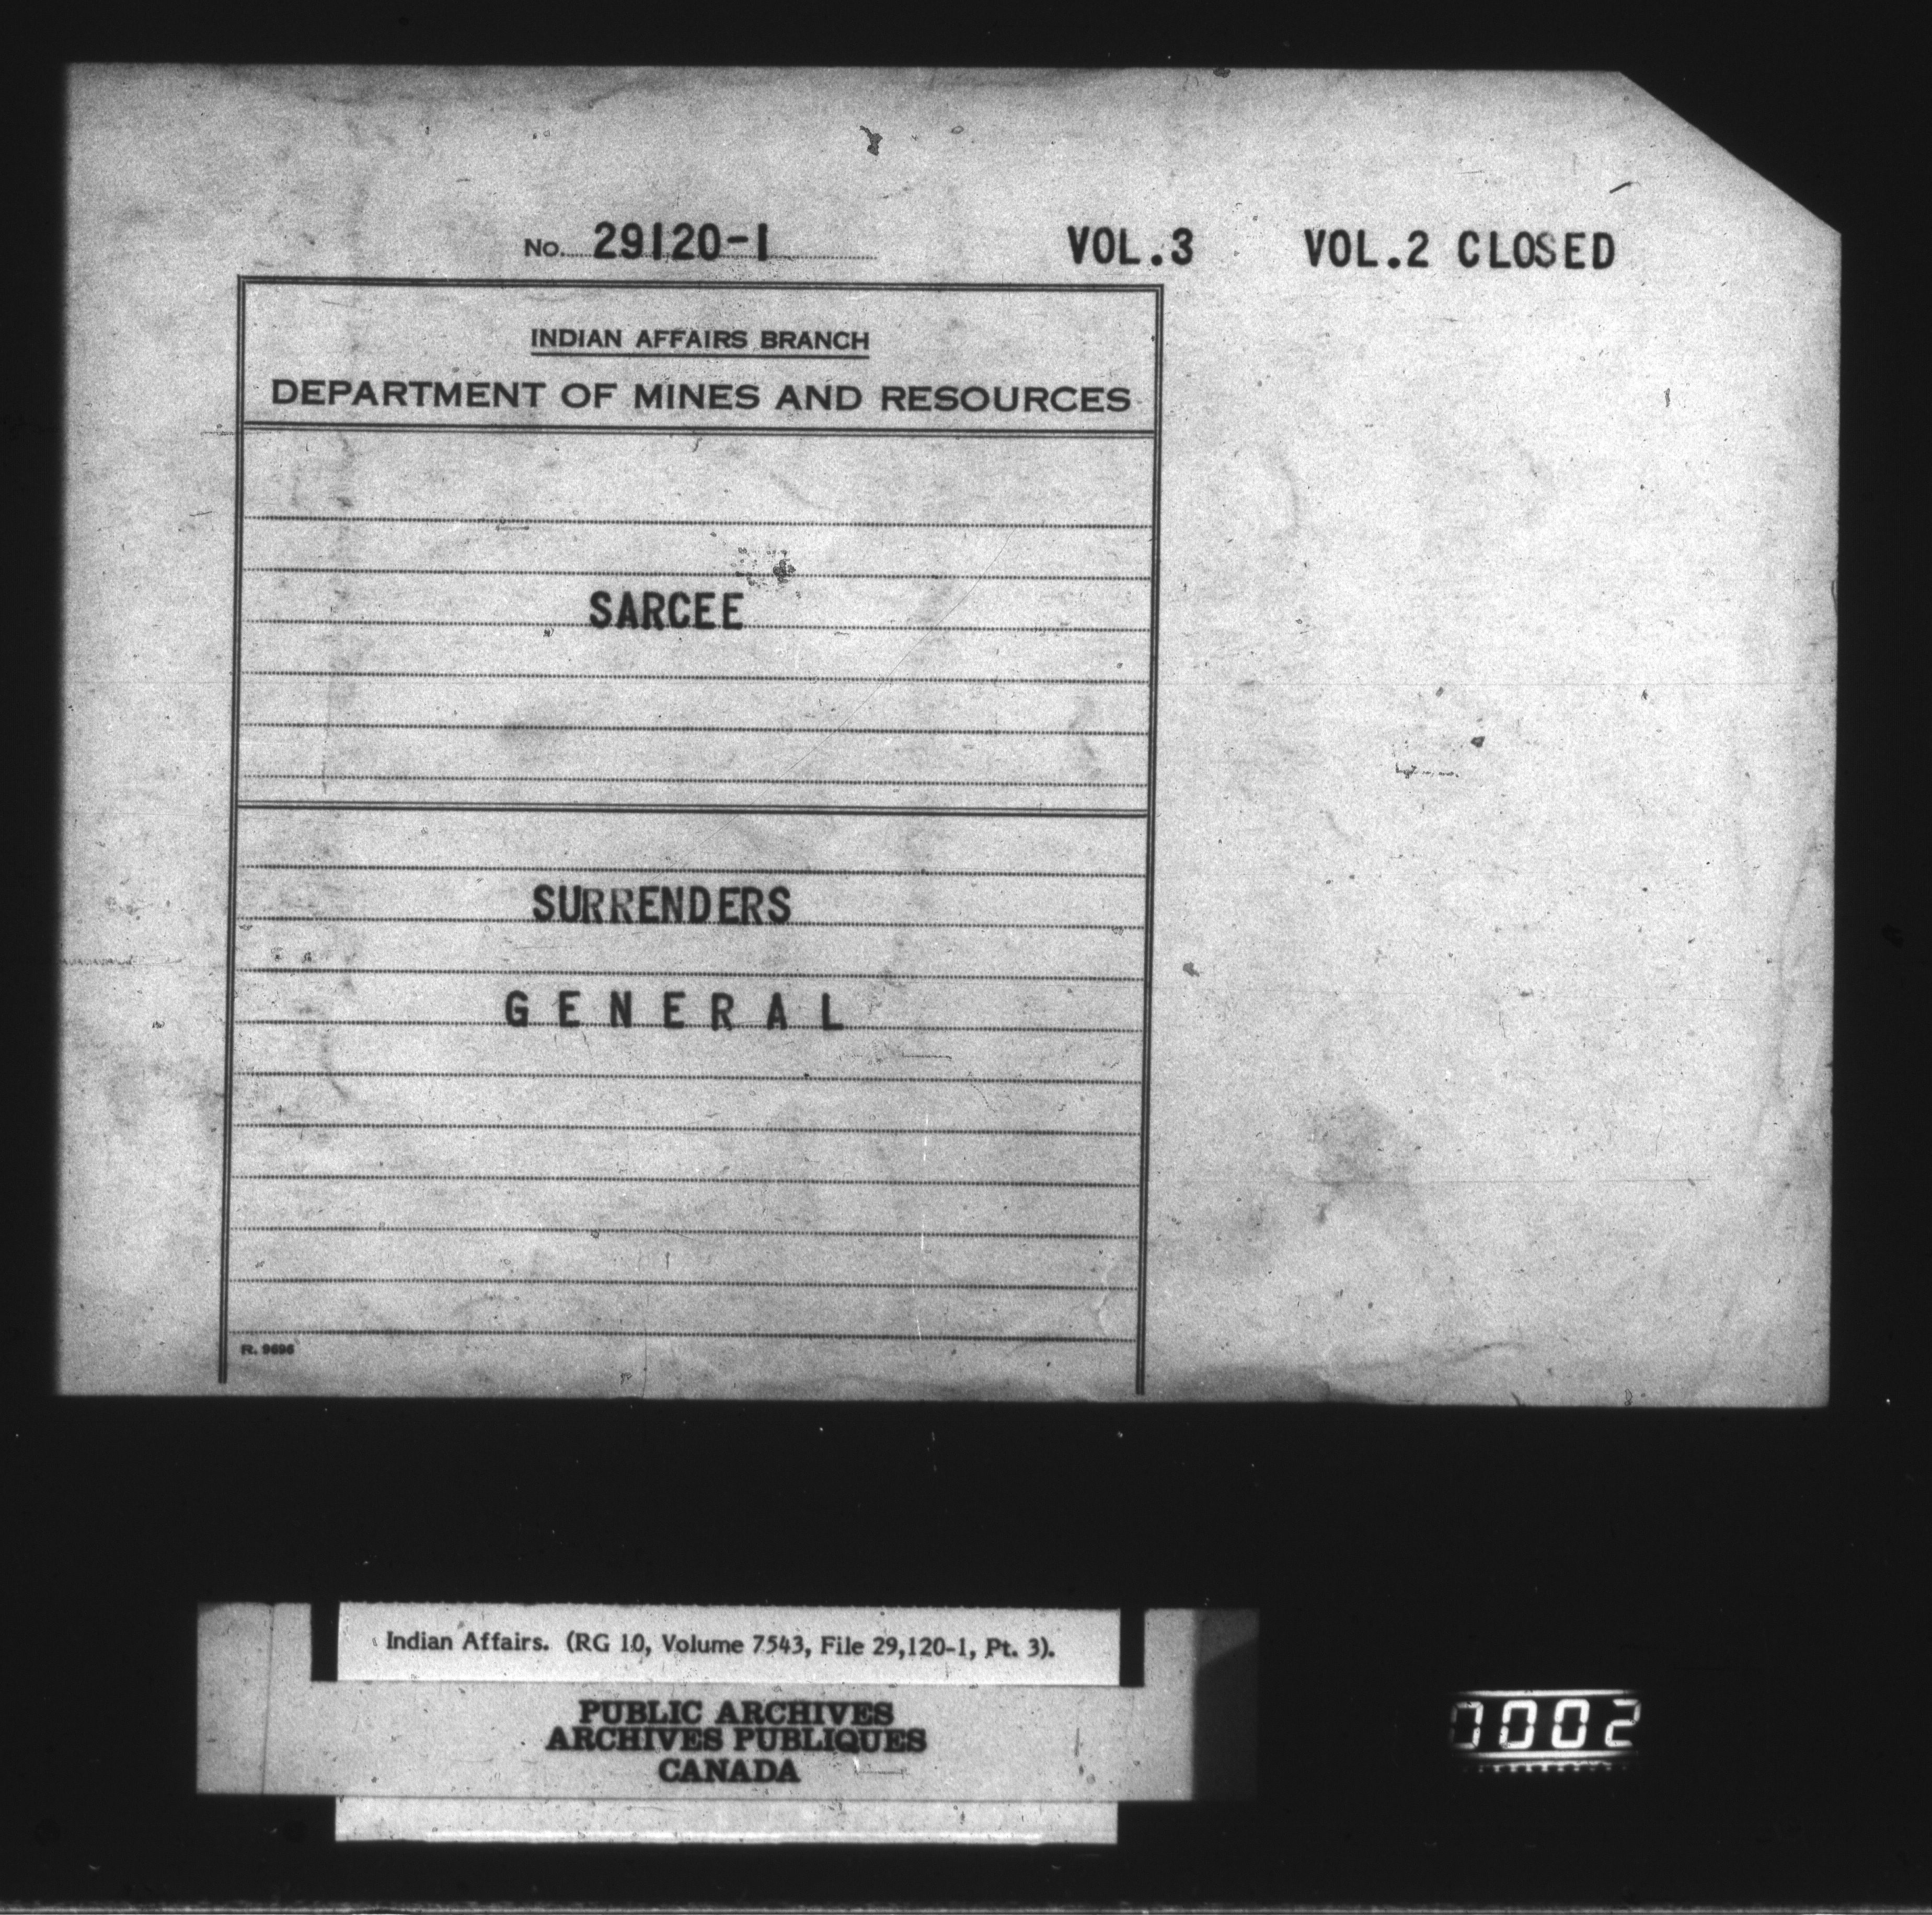 No. 29120-1 VOL.3 VOL.2 CLOSED
INDIAN AFFAIRS BRANCH
DEPARTMENT OF MINES AND RESOURCES
SARCEE
SURRENDERS
GENERAL
R. 9696
Indian Affairs. (RG 10, Volume 7543, File 29,120-1, Pt. 3).
PUBLIC ARCHIVES
ARCHIVES PUBLIQUES
CANADA
0002